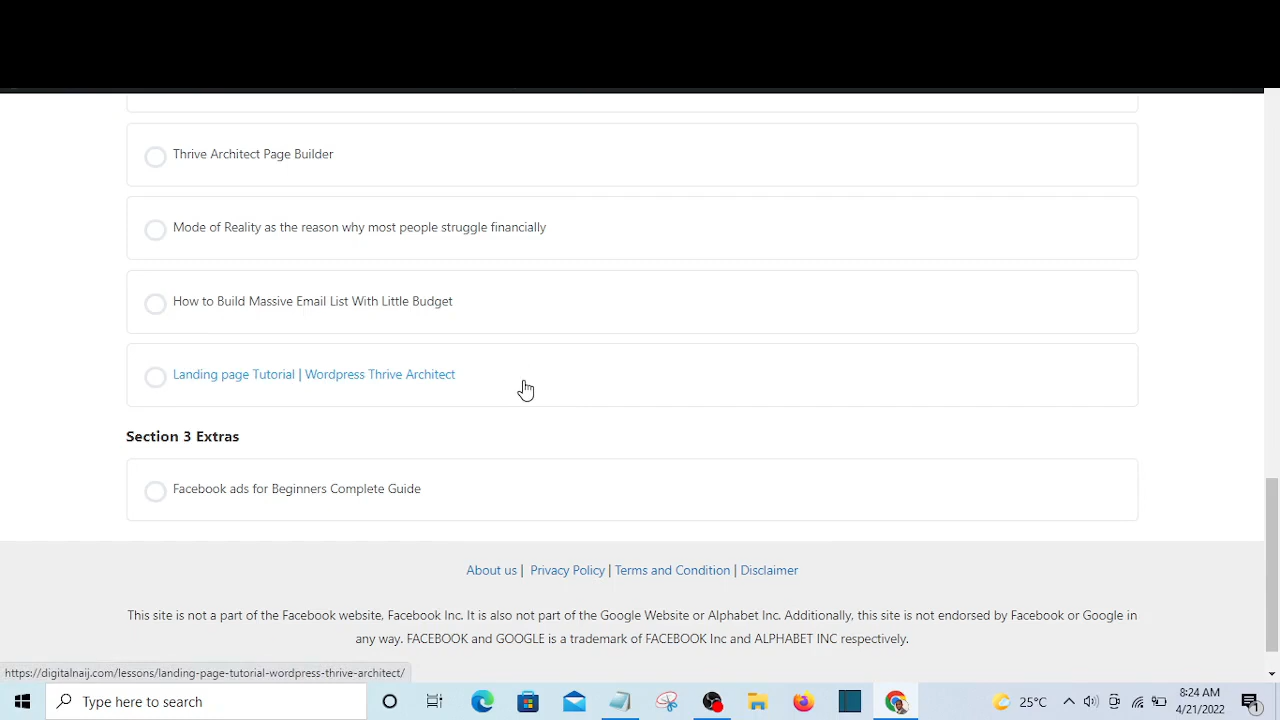 Thrive Architect Page Builder
Mode of Reality as the reason why most people struggle financially
How to Build Massive Email List With Little Budget
Landing page Tutorial | Wordpress Thrive Architect
Section 3 Extras
Facebook ads for Beginners Complete Guide
About us | Privacy Policy | Terms and Condition | Disclaimer
This site is not a part of the Facebook website, Facebook Inc. It is also not part of the Google Website or Alphabet Inc. Additionally, this site is not endorsed by Facebook or Google in
any way. FACEBOOK and GOOGLE is a trademark of FACEBOOK Inc and ALPHABET INC respectively.
https://digitalnaij.com/lessons/landing-page-tutorial-wordpress-thrive-architect/
Type here to search
25°C
8:24 AM
4/21/2022
1